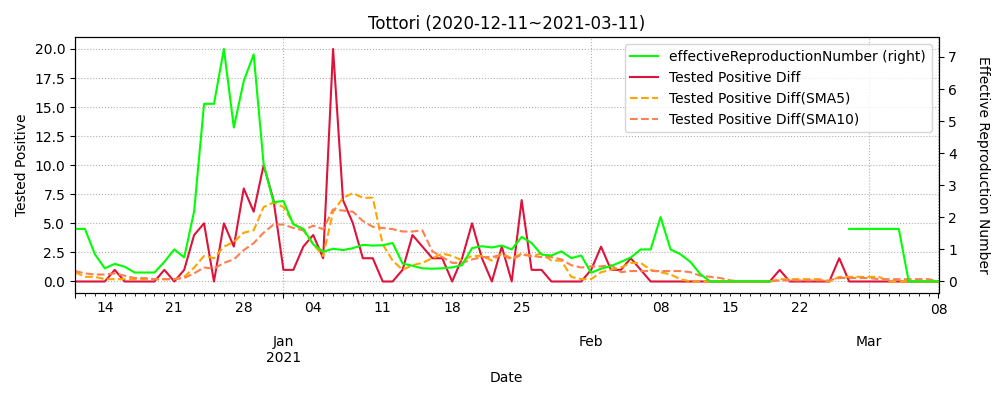 Tottori (2020-12-11~2021-03-11)
effectiveReproductionNumber (right)
Tested Positive Diff
Tested Positive Diff(SMA5)
Tested Positive Diff(SMA10)
Tested Positive
20.0
17.5
15.0
12.5
10.0
7.5
5.0
2.5
0.0
7
6
5
4
3
2
1
0
Effective Reproduction Number
14 21 28 04 11 18 25 08 15 22 08
Jan Feb Mar
2021
Date